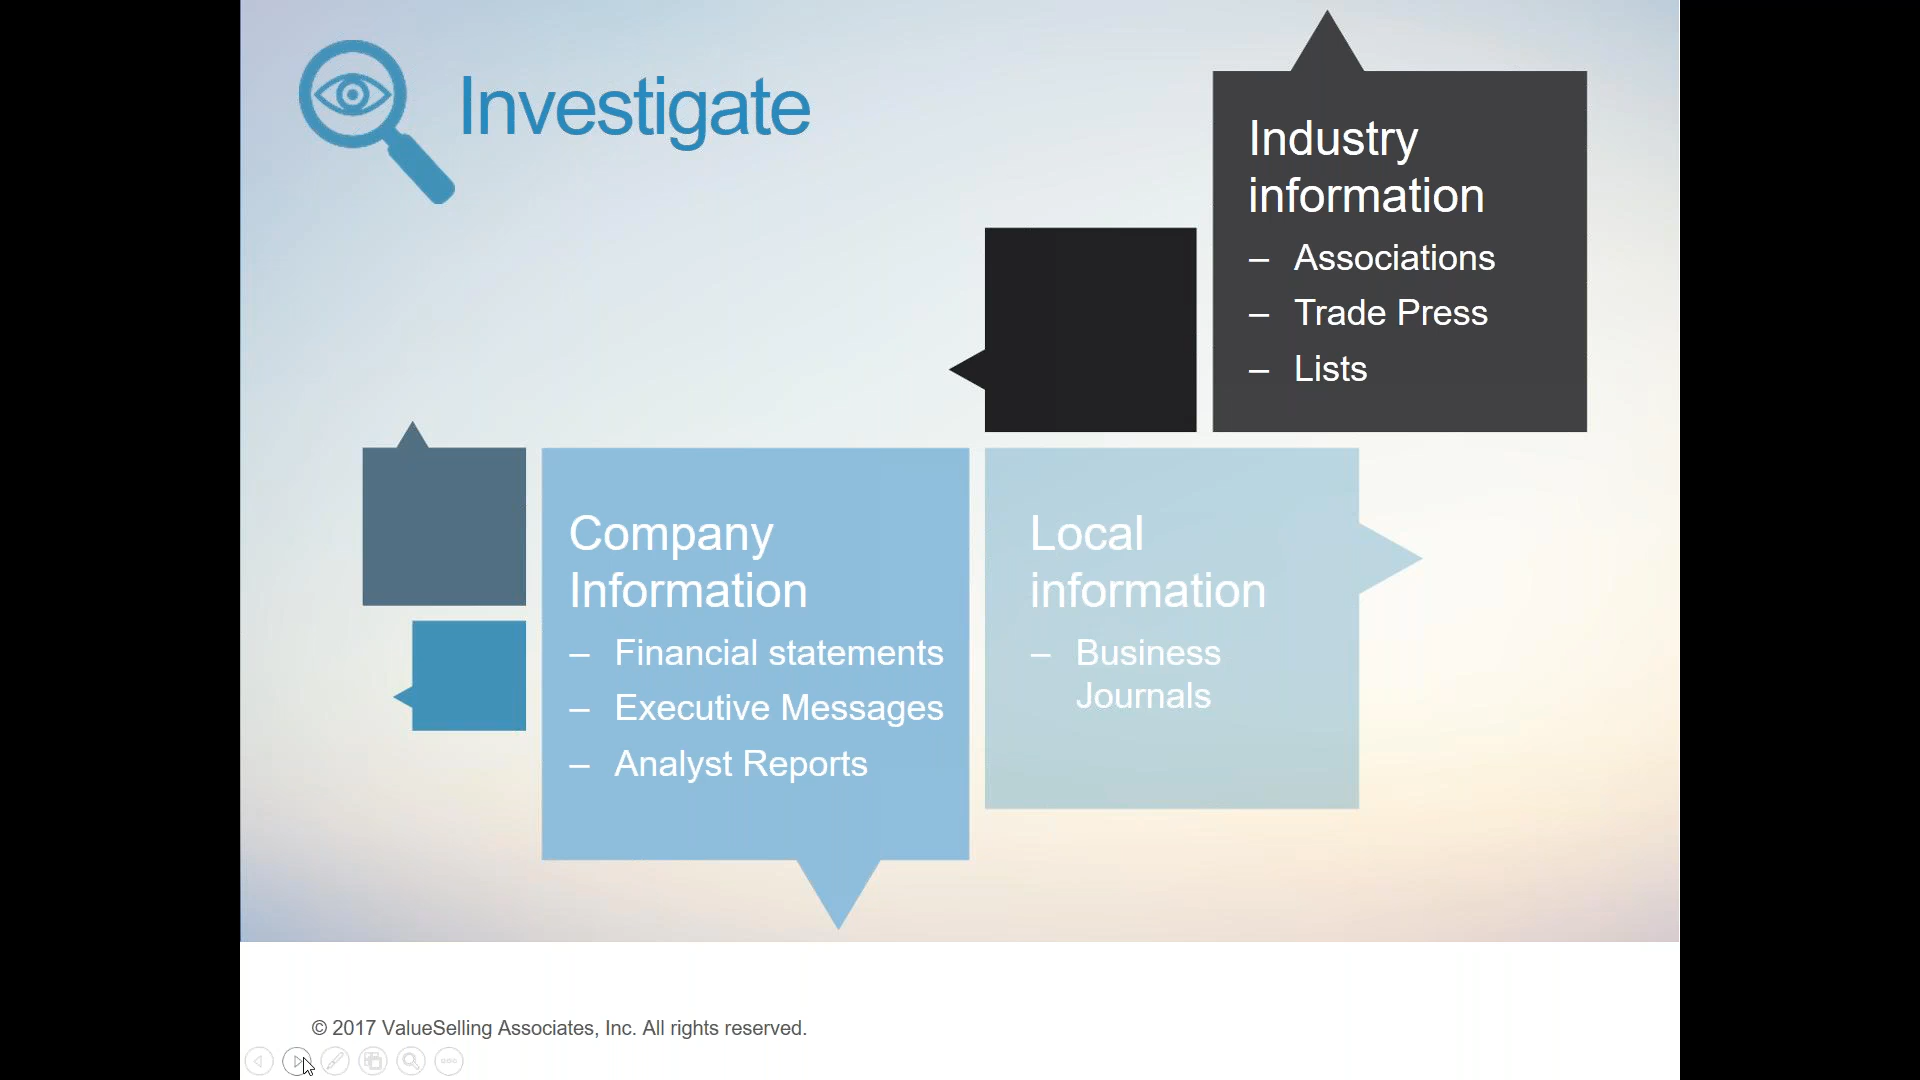 Investigate
Industry
information
– Associations
– Trade Press
– Lists
Company
Information
– Financial statements
– Executive Messages
– Analyst Reports
Local
information
– Business
Journals
© 2017 ValueSelling Associates, Inc. All rights reserved.